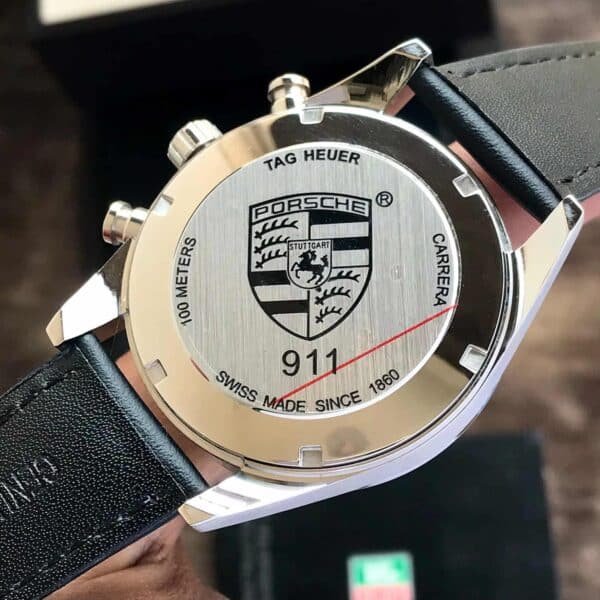 TAG HEUER
PORSCHE
®
STUTTGART
100 METERS
CARRERA
911
SWISS MADE SINCE 1860